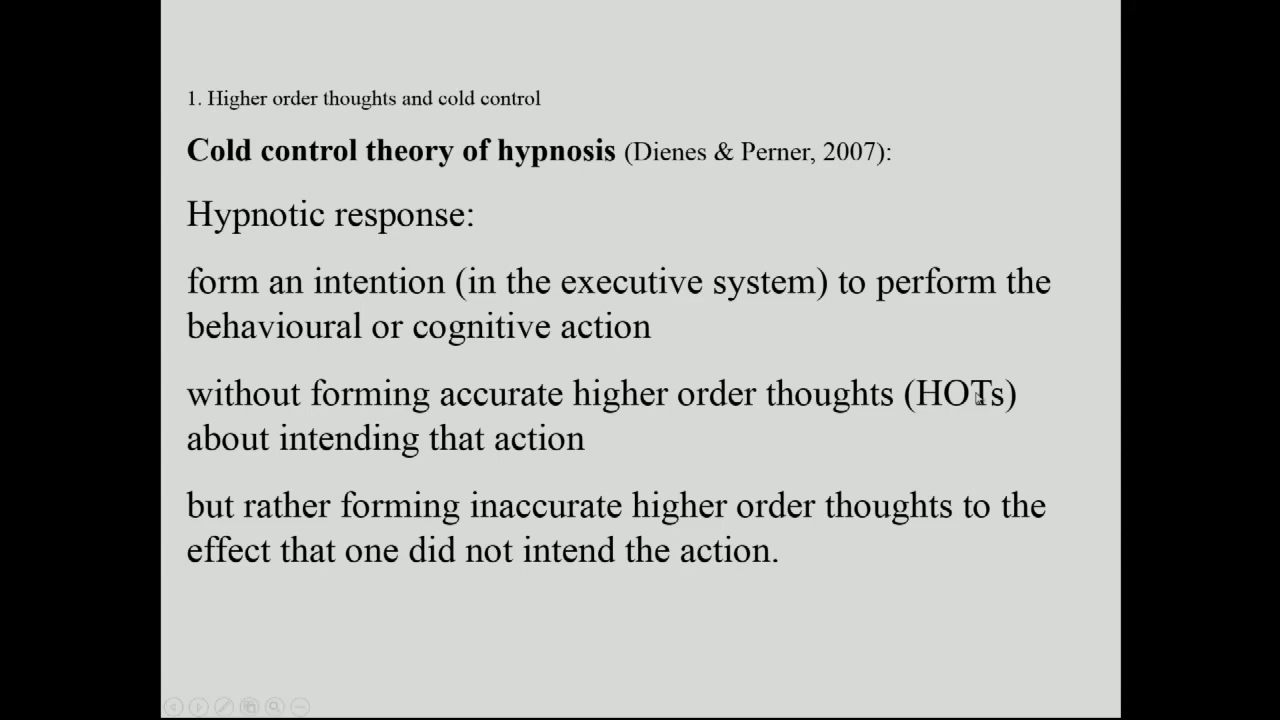 1. Higher order thoughts and cold control
Cold control theory of hypnosis (Dienes & Perner, 2007):
Hypnotic response:
form an intention (in the executive system) to perform the
behavioural or cognitive action
without forming accurate higher order thoughts (HOTs)
about intending that action
but rather forming inaccurate higher order thoughts to the
effect that one did not intend the action.